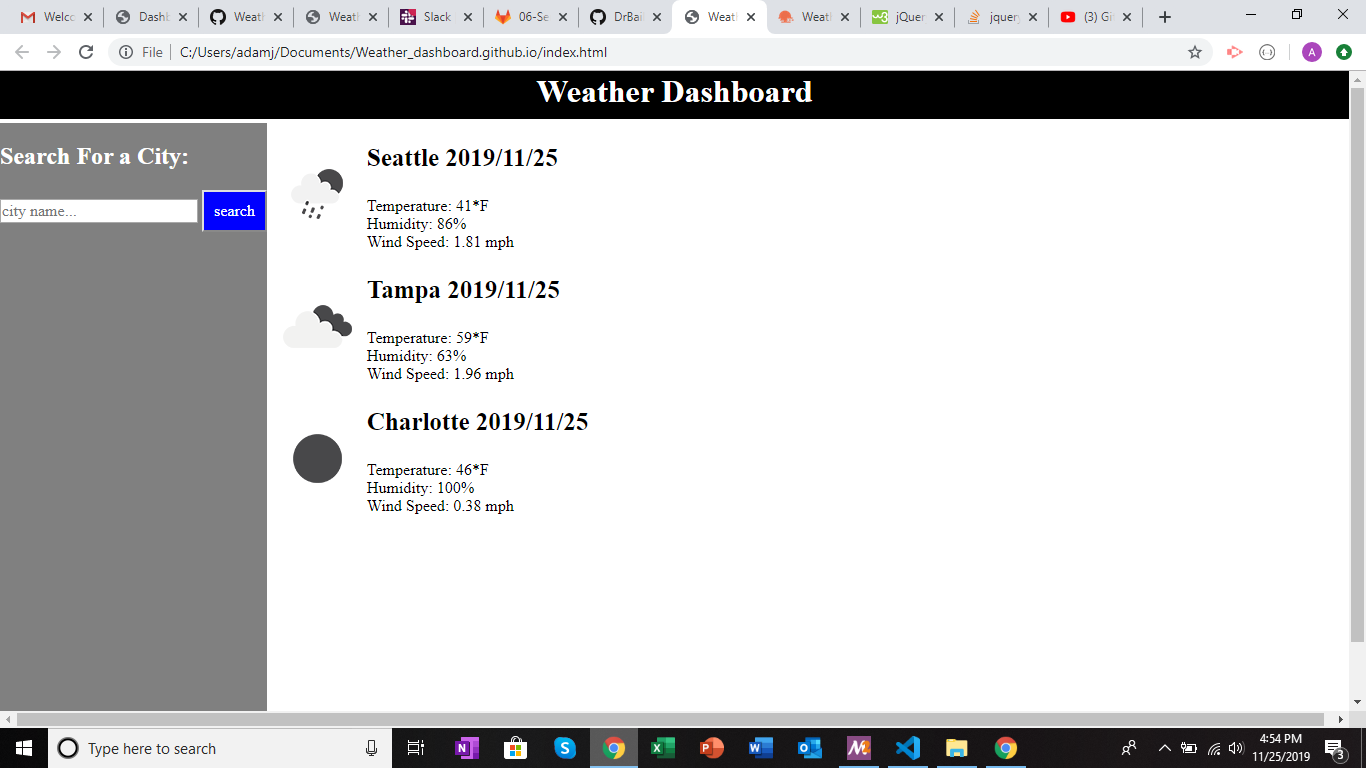 Welco
Dashb
Weath
Weath
Slack
06-Se
DrBai
Weath
Weath
jQuer
jquery
(3) Gi
File
C:/Users/adamj/Documents/Weather_dashboard.github.io/index.html
A
Weather Dashboard
Search For a City:
city name...
search
Seattle 2019/11/25
Temperature: 41*F
Humidity: 86%
Wind Speed: 1.81 mph
Tampa 2019/11/25
Temperature: 59*F
Humidity: 63%
Wind Speed: 1.96 mph
Charlotte 2019/11/25
Temperature: 46*F
Humidity: 100%
Wind Speed: 0.38 mph
Type here to search
4:54 PM
11/25/2019
3